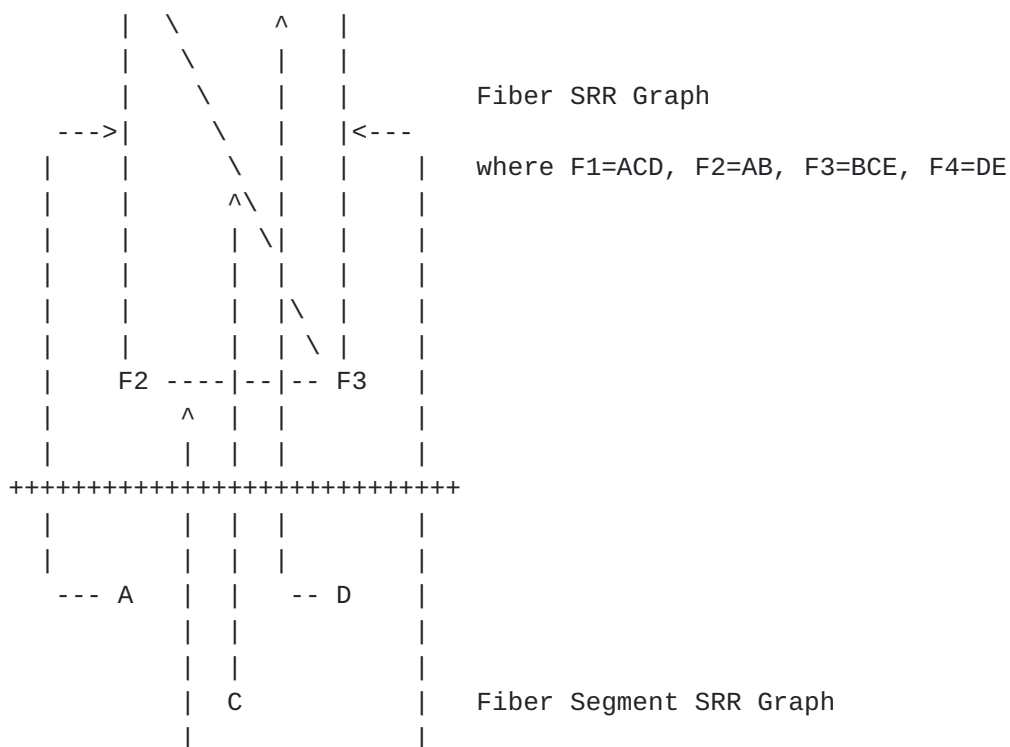 Fiber SRR Graph
where F1=ACD, F2=AB, F3=BCE, F4=DE
F2 ----|--|-- F3
+++++++++++++++++++++++++++++
--- A -- D
C Fiber Segment SRR Graph